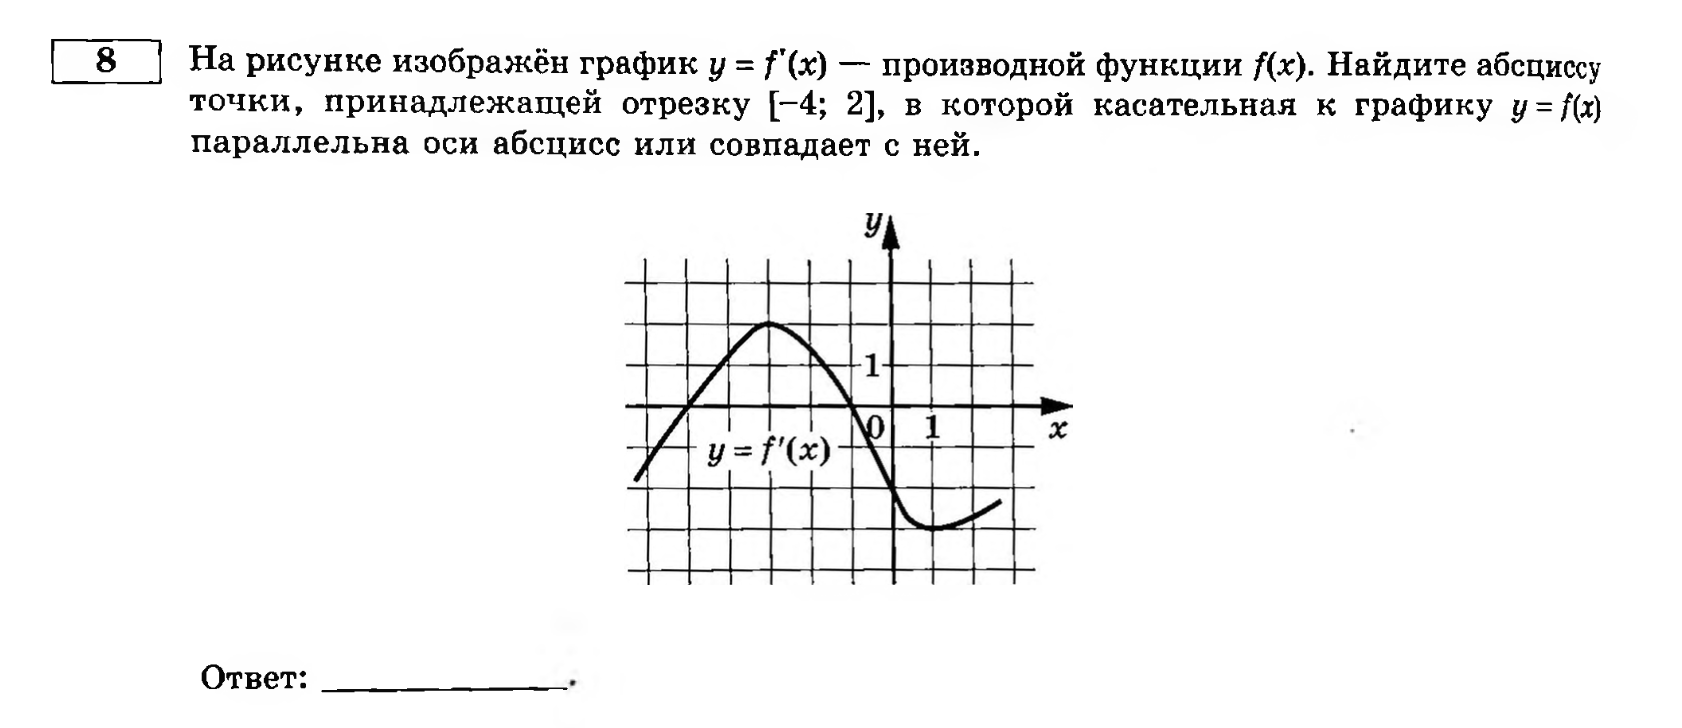 8
На рисунке изображён график y = f'(x) — производной функции f(x). Найдите абсциссу
точки, принадлежащей отрезку [−4; 2], в которой касательная к графику y = f(x)
параллельна оси абсцисс или совпадает с ней.
y
1
0 1 x
y = f'(x)
Ответ: ______________.